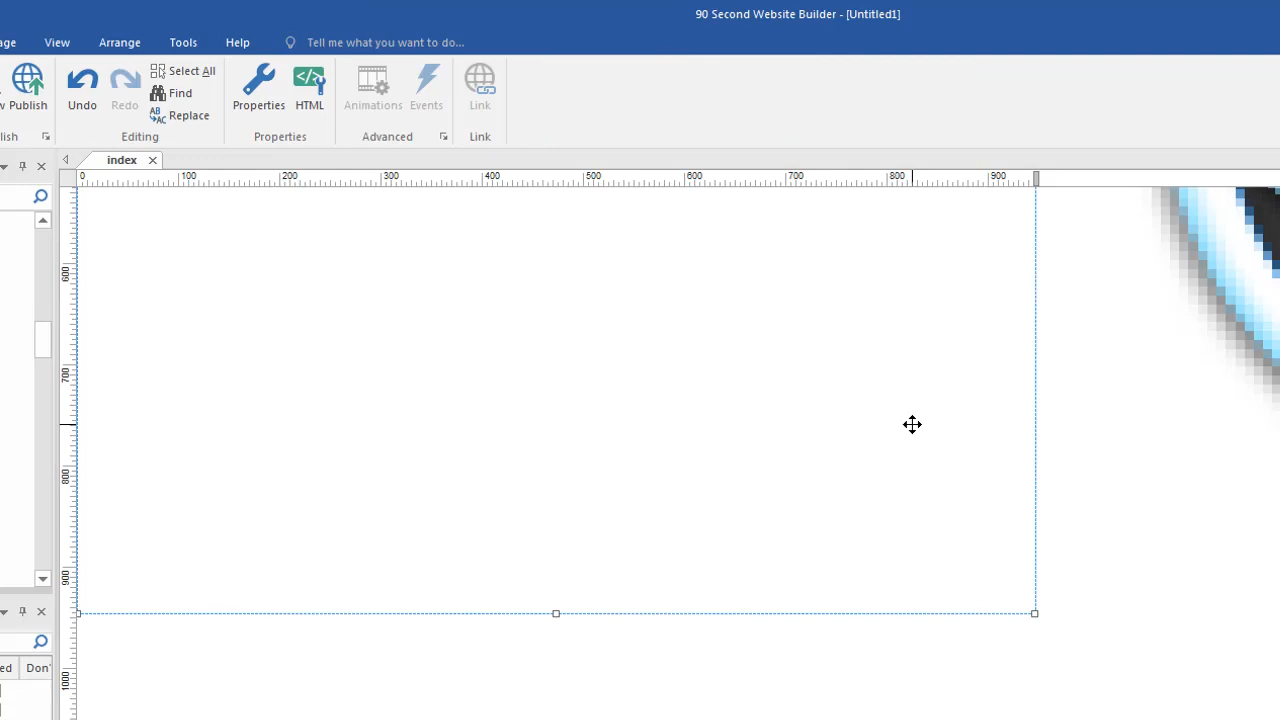 90 Second Website Builder - [Untitled1]
age View Arrange Tools Help Tell me what you want to do...
w Publish
Undo
Redo
Select All
Find
Replace
Properties
HTML
Animations
Events
Link
lish Editing Properties Advanced Link
index
0 100 200 300 400 500 600 700 800 900
600
700
800
900
1000
ed Don'